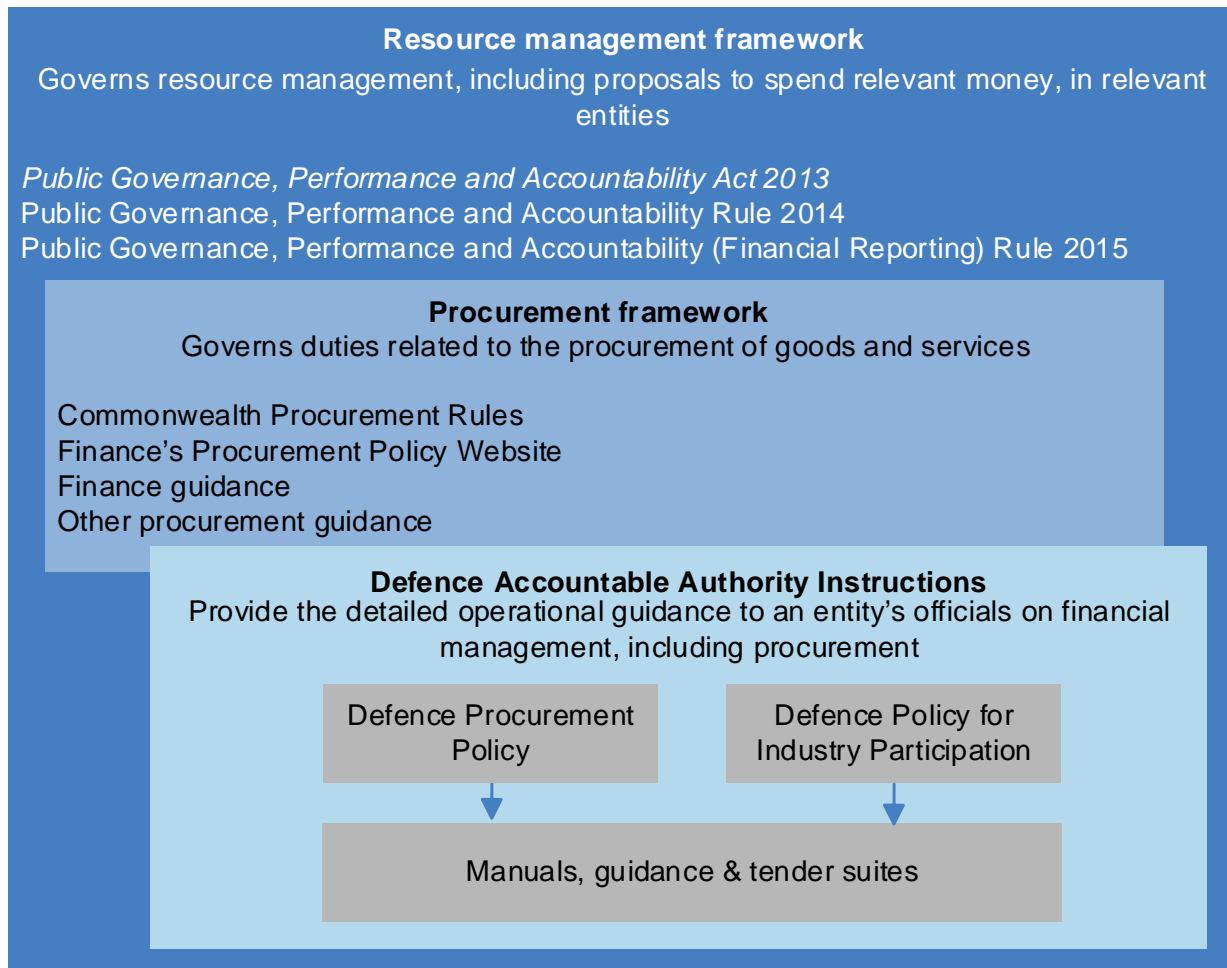 Resource management framework
Governs resource management, including proposals to spend relevant money, in relevant
entities
Public Governance, Performance and Accountability Act 2013
Public Governance, Performance and Accountability Rule 2014
Public Governance, Performance and Accountability (Financial Reporting) Rule 2015
Procurement framework
Governs duties related to the procurement of goods and services
Commonwealth Procurement Rules
Finance’s Procurement Policy Website
Finance guidance
Other procurement guidance
Defence Accountable Authority Instructions
Provide the detailed operational guidance to an entity’s officials on financial
management, including procurement
Defence Procurement
Policy
Defence Policy for
Industry Participation
Manuals, guidance & tender suites